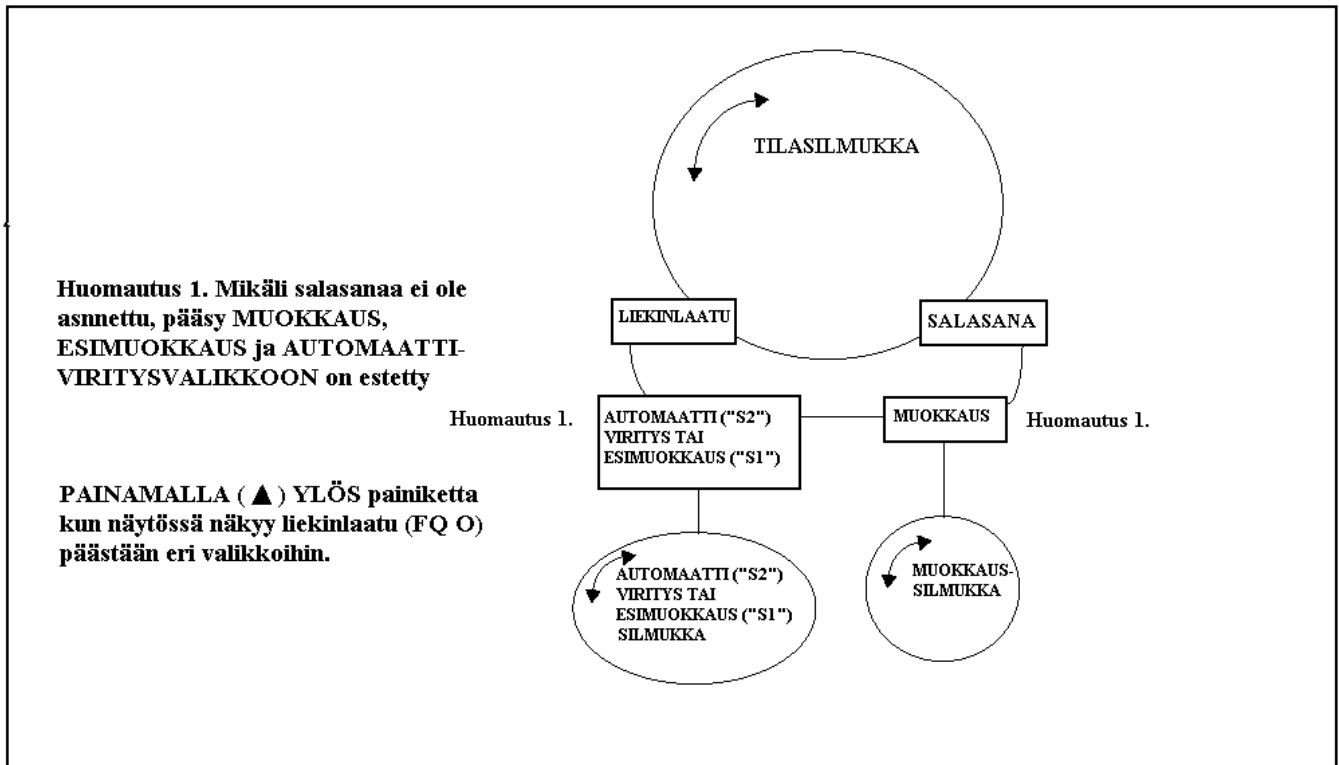 TILASILMUKKA
Huomautus 1. Mikäli salasanaa ei ole
asnnettu, pääsy MUOKKAUS,
ESIMUOKKAUS ja AUTOMAATTI-
VIRITYSVALIKKOON on estetty
LIEKINLAATU
SALASANA
Huomautus 1.
AUTOMAATTI ("S2")
VIRITYS TAI
ESIMUOKKAUS ("S1")
MUOKKAUS
Huomautus 1.
PAINAMALLA ( ▲ ) YLÖS painiketta
kun näytössä näkyy liekinlaatu (FQ O)
päästään eri valikkoihin.
AUTOMAATTI ("S2")
VIRITYS TAI
ESIMUOKKAUS ("S1")
SILMUKKA
MUOKKAUS-
SILMUKKA